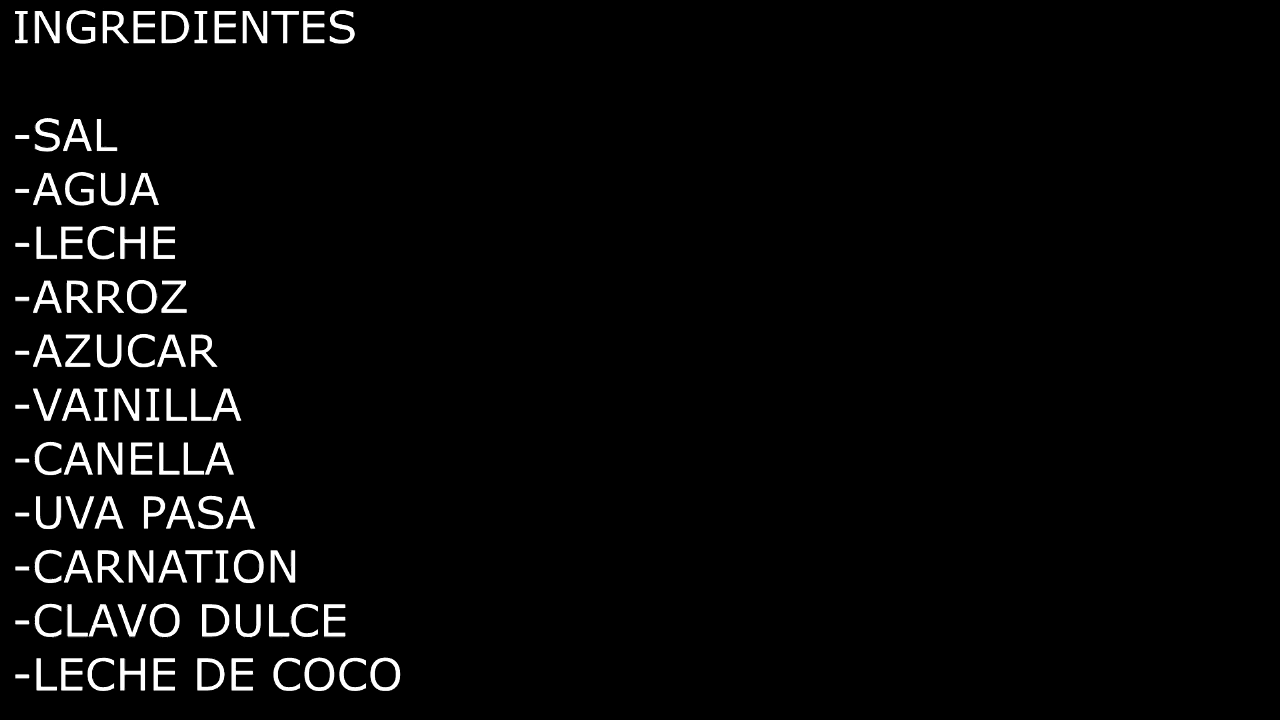 INGREDIENTES
-SAL
-AGUA
-LECHE
-ARROZ
-AZUCAR
-VAINILLA
-CANELLA
-UVA PASA
-CARNATION
-CLAVO DULCE
-LECHE DE COCO